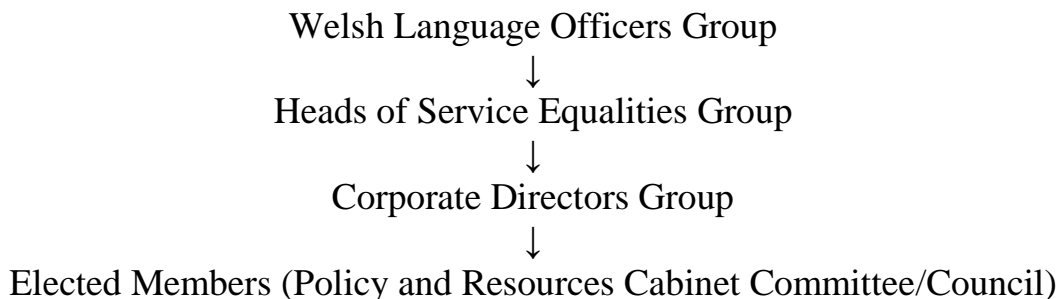 Welsh Language Officers Group
↓
Heads of Service Equalities Group
↓
Corporate Directors Group
↓
Elected Members (Policy and Resources Cabinet Committee/Council)